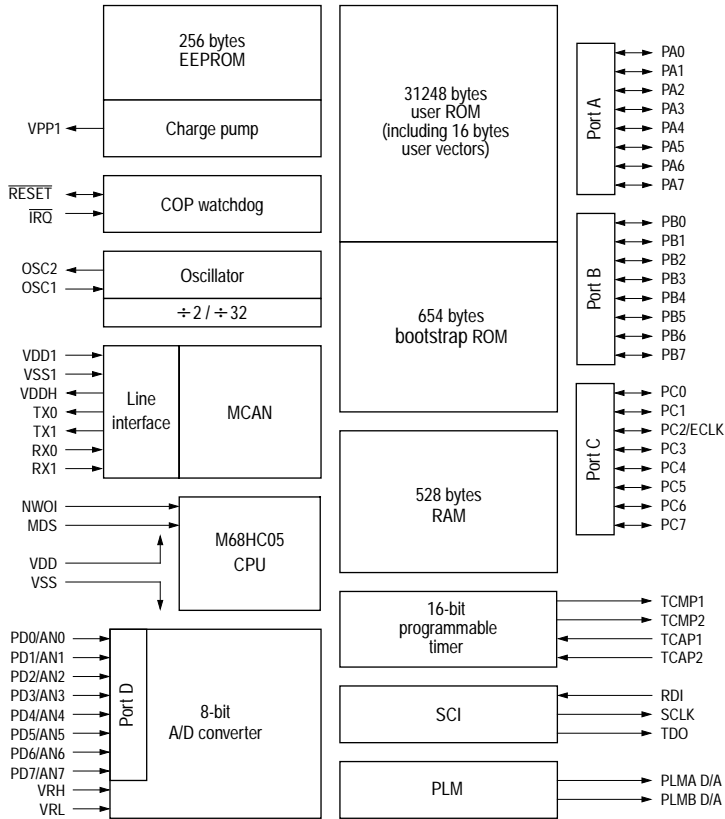 256 bytes
EEPROM
Charge pump
VPP1
RESET
IRQ
COP watchdog
OSC2
OSC1
Oscillator
÷2 / ÷32
VDD1
VSS1
VDDH
TX0
TX1
RX0
RX1
Line
interface
MCAN
NWOI
MDS
VDD
VSS
M68HC05
CPU
PD0/AN0
PD1/AN1
PD2/AN2
PD3/AN3
PD4/AN4
PD5/AN5
PD6/AN6
PD7/AN7
VRH
VRL
Port D
8-bit
A/D converter
31248 bytes
user ROM
(including 16 bytes
user vectors)
654 bytes
bootstrap ROM
528 bytes
RAM
16-bit
programmable
timer
SCI
PLM
Port A
PA0
PA1
PA2
PA3
PA4
PA5
PA6
PA7
Port B
PB0
PB1
PB2
PB3
PB4
PB5
PB6
PB7
Port C
PC0
PC1
PC2/ECLK
PC3
PC4
PC5
PC6
PC7
TCMP1
TCMP2
TCAP1
TCAP2
RDI
SCLK
TDO
PLMA D/A
PLMB D/A